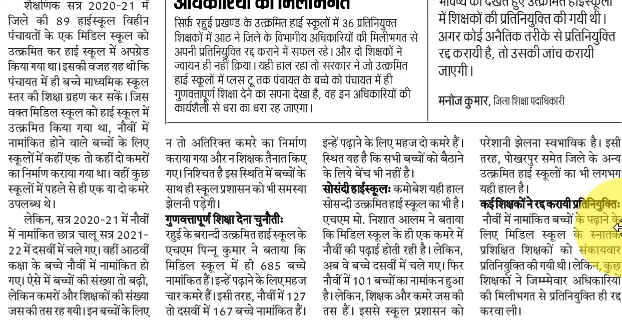 शैक्षणिक सत्र 2020-21 में
जिले की 89 हाईस्कूल विहीन
पंचायतों के एक मिडिल स्कूल को
उत्क्रमित कर हाई स्कूल में अपग्रेड
किया गया था। इसकी वजह यह थी कि
पंचायत में ही बच्चे माध्यमिक स्कूल
स्तर की शिक्षा ग्रहण कर सकें। जिस
वक्त मिडिल स्कूल को हाई स्कूल में
उत्क्रमित किया गया था, नौवीं में
नामांकित होने वाले बच्चों के लिए
स्कूलों में कहीं एक तो कहीं दो कमरों
का निर्माण कराया गया था। वहीं कुछ
स्कूलों में पहले से ही एक या दो कमरे
उपलब्ध थे।
लेकिन, सत्र 2020-21 में नौवीं
में नामांकित छात्र चालू सत्र 2021-
22 में दसवीं में चले गए। वहीं आठवीं
कक्षा के बच्चे नौवीं में नामांकित हो
गए। ऐसे में बच्चों की संख्या तो बढ़ी,
लेकिन कमरों और शिक्षकों की संख्या
जस की तस रह गयी। इन बच्चों के लिए
अधिकारियों की मिलीभगत
सिर्फ रहुई प्रखण्ड के उत्क्रमित हाई स्कूलों में 36 प्रतिनियुक्त
शिक्षकों में आठ ने जिले के विभागीय अधिकारियों की मिलीभगत से
अपनी प्रतिनियुक्ति रद्द कराने में सफल रहे। और दो शिक्षकों ने
ज्वायन ही नहीं किया। यही हाल रहा तो सरकार ने जो उत्क्रमित
हाई स्कूलों में प्लस टू तक पंचायत के बच्चे को पंचायत में ही
गुणवत्तापूर्ण शिक्षा देने का सपना देखा है, वह इन अधिकारियों की
कार्यशैली से धरा का धरा रह जाएगा।
भविष्य को देखते हुए उत्क्रमित हाईस्कूलों
में शिक्षकों की प्रतिनियुक्ति की गयी थी।
अगर कोई अनैतिक तरीके से प्रतिनियुक्ति
रद्द करायी है, तो उसकी जांच करायी
जाएगी।
मनोज कुमार, जिला शिक्षा पदाधिकारी
न तो अतिरिक्त कमरे का निर्माण
कराया गया और न शिक्षक तैनात किए
गए। निश्चित है इस स्थिति में बच्चों के
साथ ही स्कूल प्रशासन को भी समस्या
झेलनी पड़ेगी।
गुणवत्तापूर्ण शिक्षा देना चुनौती:
रहुई के बरान्दी उत्क्रमित हाई स्कूल के
एचएम पिन्नू कुमार ने बताया कि
मिडिल स्कूल में ही 685 बच्चे
नामांकित हैं। इन्हें पढ़ाने के लिए महज
चार कमरे हैं। इसी तरह, नौवीं में 127
तो दसवीं में 167 बच्चे नामांकित हैं।
इन्हें पढ़ाने के लिए महज दो कमरे हैं।
स्थिति यह है कि सभी बच्चों को बैठाने
के लिये बेंच भी नहीं है।
सोसंदी हाईस्कूल: कमोबेश यही हाल
सोसन्दी उत्क्रमित हाई स्कूल का भी है।
एचएम मो. निशात आलम ने बताया
कि मिडिल स्कूल के ही एक कमरे में
नौवीं की पढ़ाई होती रही है। लेकिन,
अब वे बच्चे दसवीं में चले गए। फिर
नौवीं में 101 बच्चों का नामांकन हुआ
है। लेकिन, शिक्षक और कमरे जस की
तस हैं। इससे स्कूल प्रशासन को
परेशानी झेलना स्वभाविक है। इसी
तरह, पोखरपुर समेत जिले के अन्य
उत्क्रमित हाई स्कूलों का भी लगभग
यही हाल है।
कई शिक्षकों ने रद्द करायी प्रतिनियुक्ति:
नौवीं में नामांकित बच्चों के पढ़ाने के
लिए मिडिल स्कूल के स्नातक
प्रशिक्षित शिक्षकों को संकायवार
प्रतिनियुक्ति की गयी थी। लेकिन, कुछ
शिक्षकों ने जिम्मेवार अधिकारियों
की मिलीभगत से प्रतिनियुक्ति ही रद्द
करवा ली।